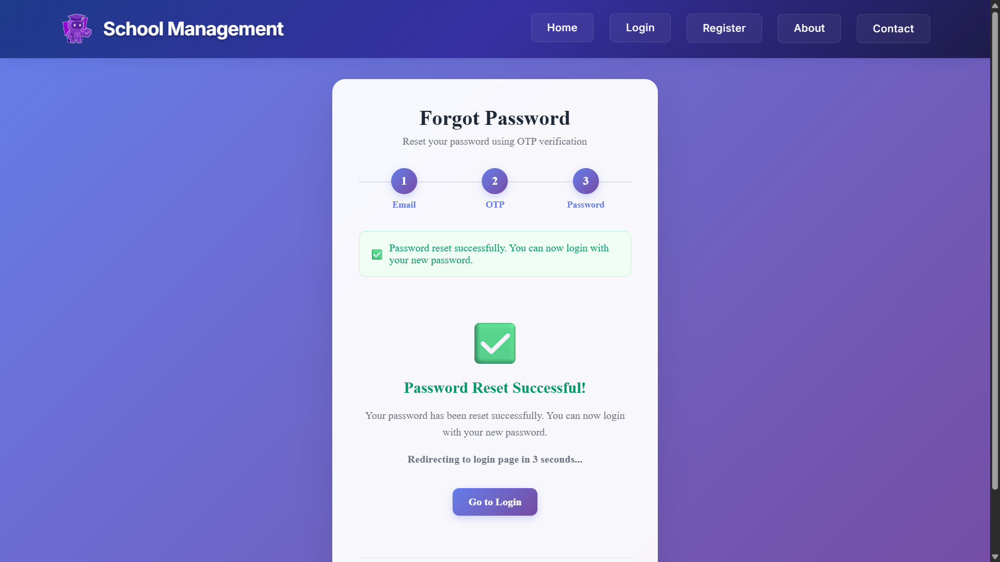 School Management
Home
Login
Register
About
Contact
Forgot Password
Reset your password using OTP verification
1
2
3
Email
OTP
Password
Password reset successfully. You can now login with
your new password.
Password Reset Successful!
Your password has been reset successfully. You can now login
with your new password.
Redirecting to login page in 3 seconds...
Go to Login